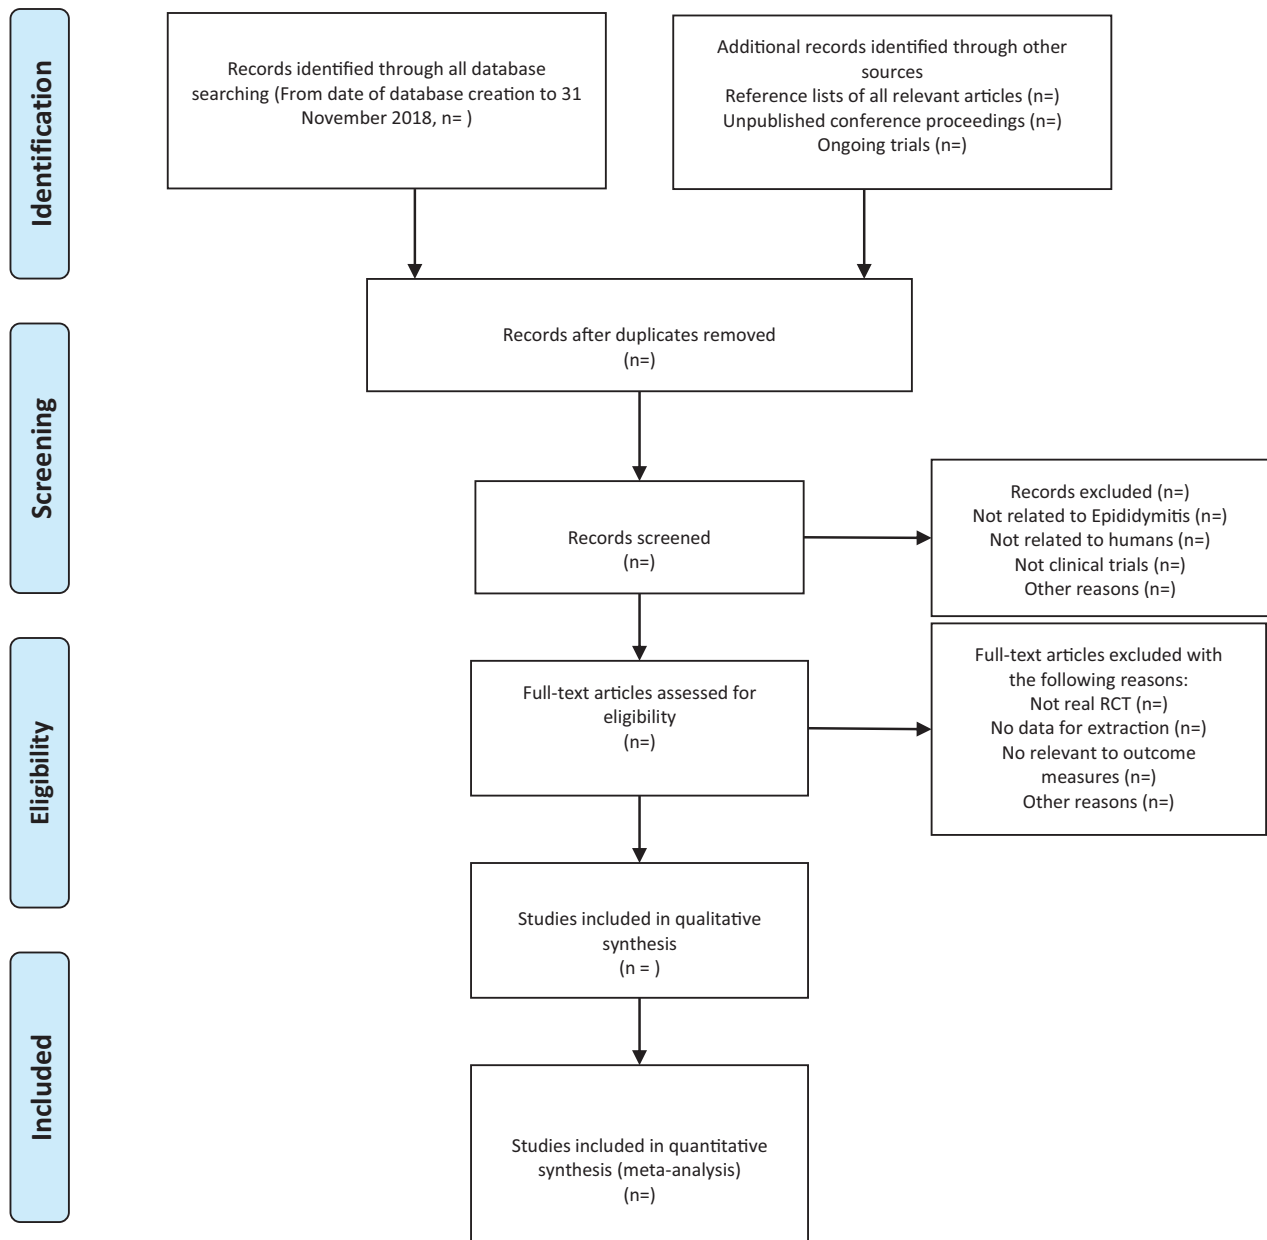 Identification
Records identified through all database
searching (From date of database creation to 31
November 2018, n= )
Additional records identified through other
sources
Reference lists of all relevant articles (n=)
Unpublished conference proceedings (n=)
Ongoing trials (n=)
Records after duplicates removed
(n=)
Screening
Records screened
(n=)
Records excluded (n=)
Not related to Epididymitis (n=)
Not related to humans (n=)
Not clinical trials (n=)
Other reasons (n=)
Eligibility
Full-text articles assessed for
eligibility
(n=)
Full-text articles excluded with
the following reasons:
Not real RCT (n=)
No data for extraction (n=)
No relevant to outcome
measures (n=)
Other reasons (n=)
Studies included in qualitative
synthesis
(n = )
Included
Studies included in quantitative
synthesis (meta-analysis)
(n=)